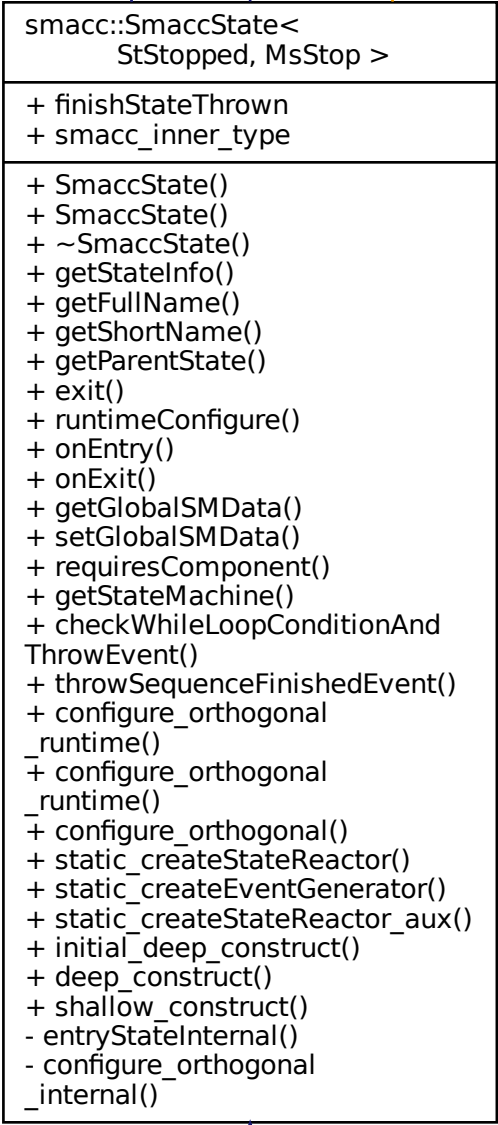 smacc::SmaccState<
StStopped, MsStop >
+ finishStateThrown
+ smacc_inner_type
+ SmaccState()
+ SmaccState()
+ ~SmaccState()
+ getStateInfo()
+ getFullName()
+ getShortName()
+ getParentState()
+ exit()
+ runtimeConfigure()
+ onEntry()
+ onExit()
+ getGlobalSMData()
+ setGlobalSMData()
+ requiresComponent()
+ getStateMachine()
+ checkWhileLoopConditionAnd
ThrowEvent()
+ throwSequenceFinishedEvent()
+ configure_orthogonal
_runtime()
+ configure_orthogonal
_runtime()
+ configure_orthogonal()
+ static_createStateReactor()
+ static_createEventGenerator()
+ static_createStateReactor_aux()
+ initial_deep_construct()
+ deep_construct()
+ shallow_construct()
- entryStateInternal()
- configure_orthogonal
_internal()